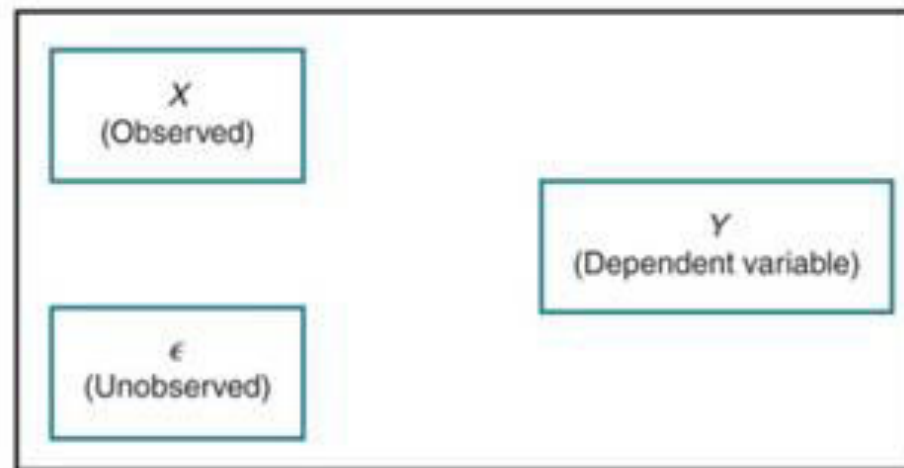 X
(Observed)
Y
(Dependent variable)
ϵ
(Unobserved)